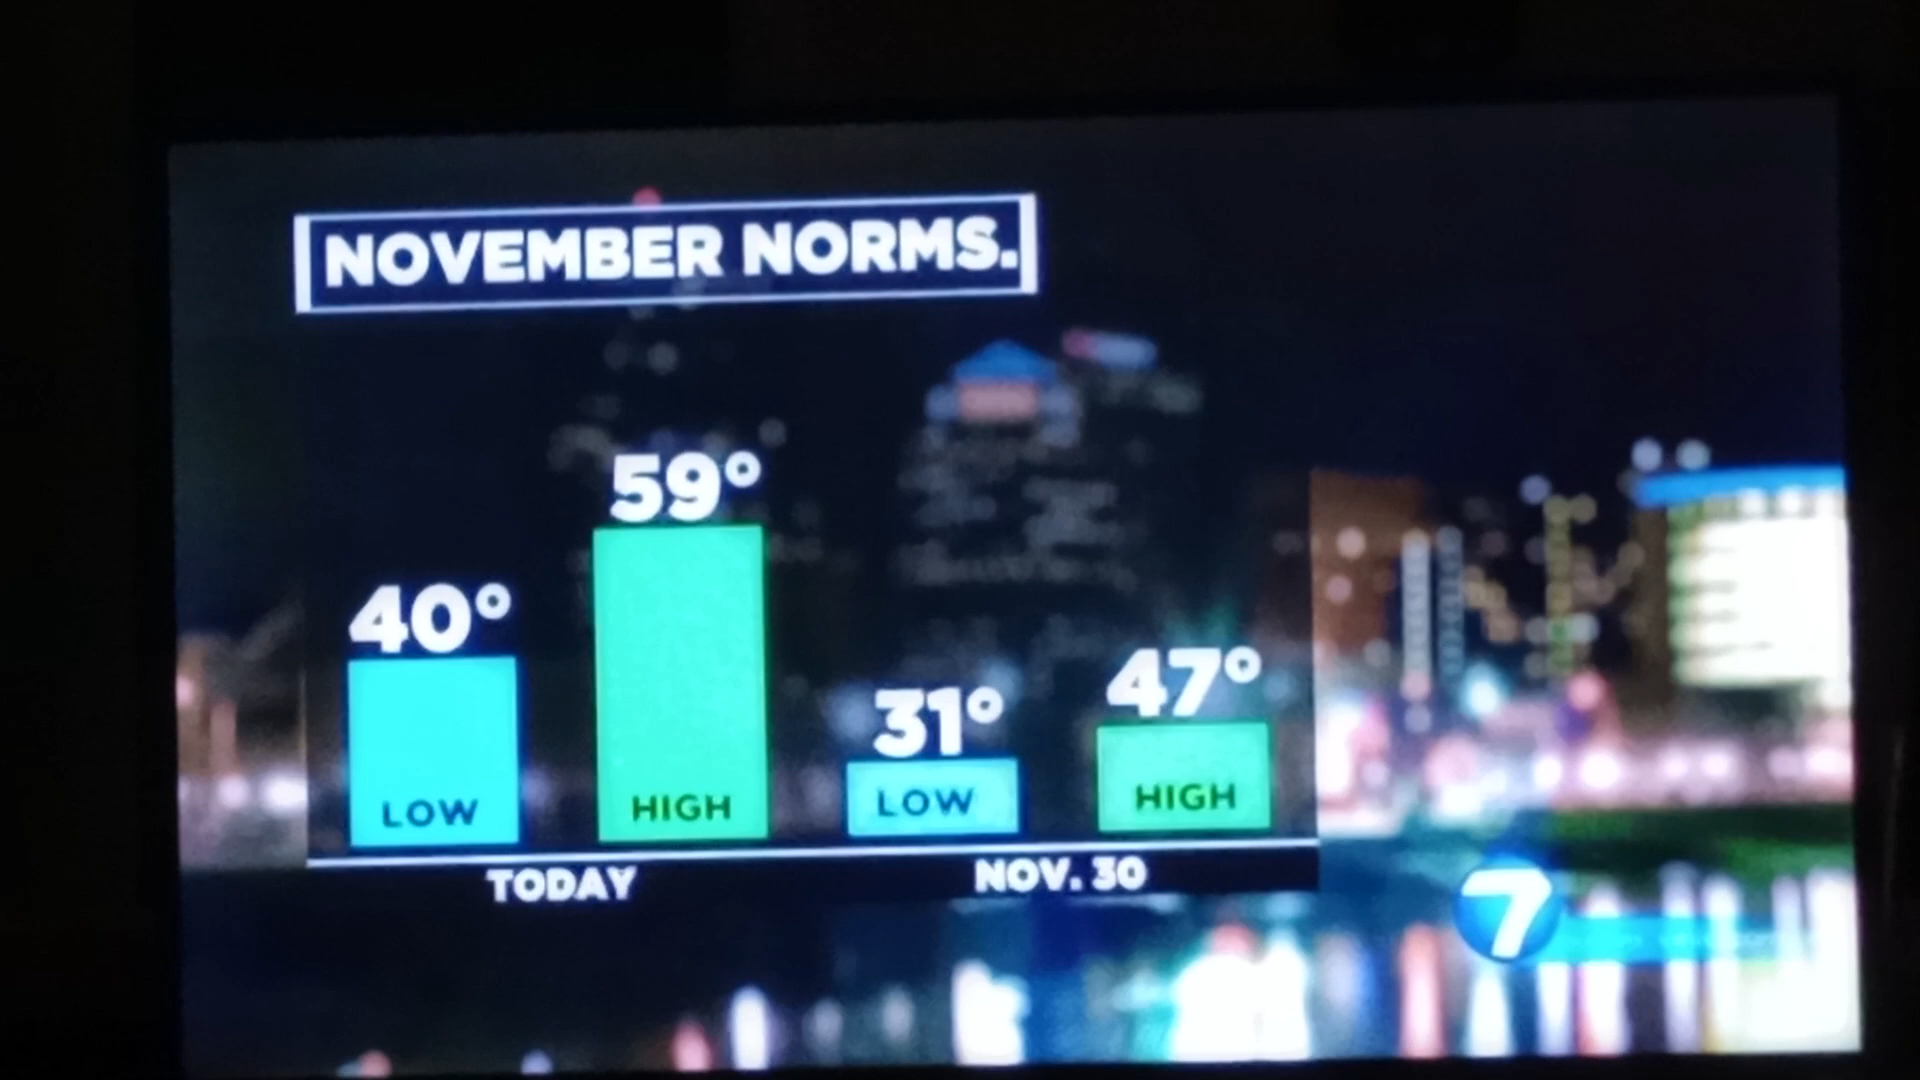 NOVEMBER NORMS.
40° 59° 31° 47°
LOW HIGH LOW HIGH
TODAY NOV. 30
7